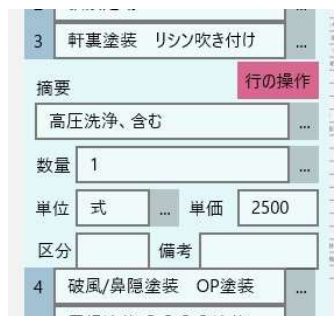 3 軒裏塗装 リシン吹き付け ...
摘要 行の操作
高圧洗浄、含む ...
数量 1 ...
単位 式 ... 単価 2500
区分 備考
4 破風/鼻隠塗装 OP塗装 ...